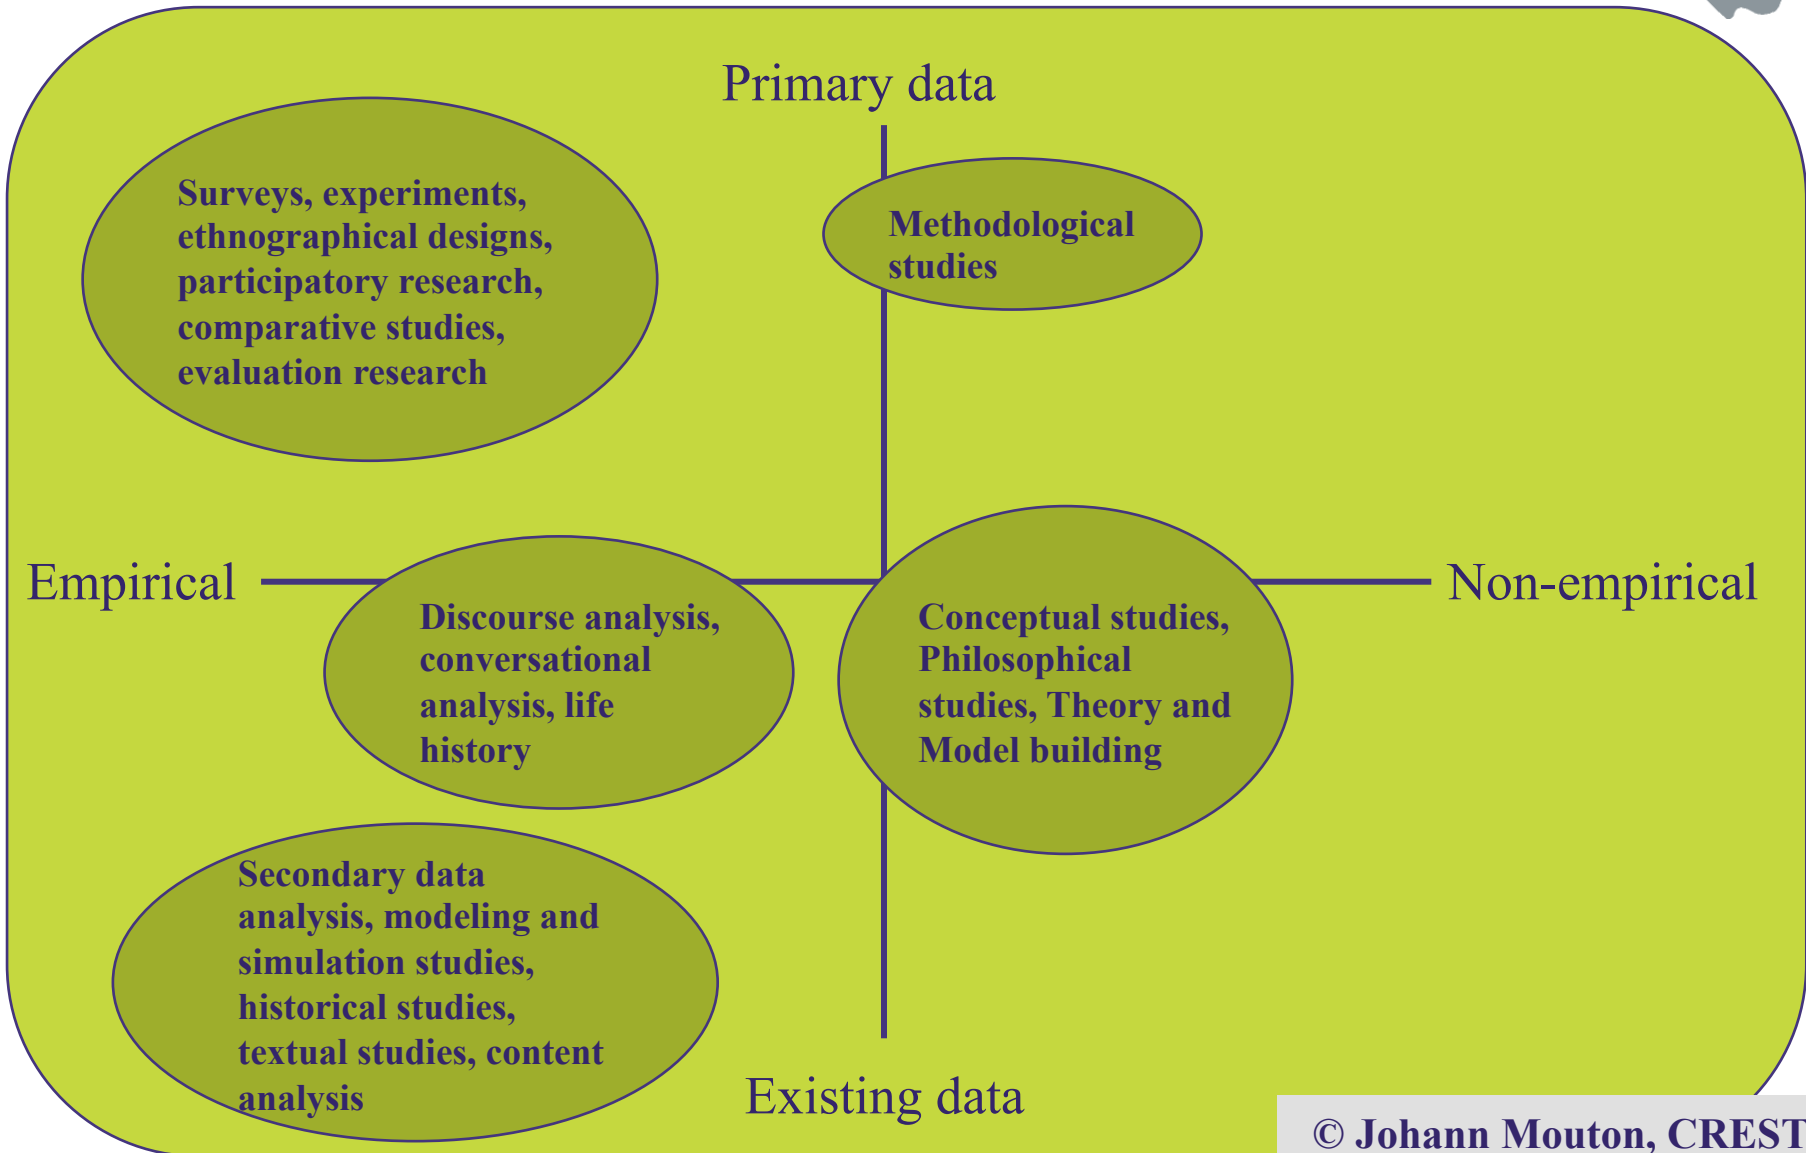 Primary data
Surveys, experiments,
ethnographical designs,
participatory research,
comparative studies,
evaluation research
Methodological
studies
Empirical
Non-empirical
Discourse analysis,
conversational
analysis, life
history
Conceptual studies,
Philosophical
studies, Theory and
Model building
Secondary data
analysis, modeling and
simulation studies,
historical studies,
textual studies, content
analysis
Existing data
© Johann Mouton, CREST